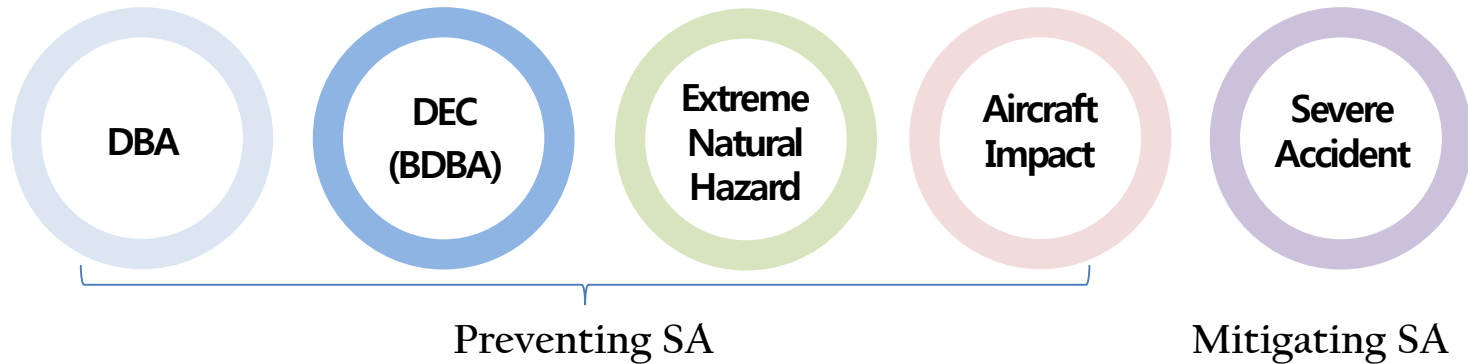 DBA
DEC
(BDBA)
Extreme
Natural
Hazard
Aircraft
Impact
Severe
Accident
Preventing SA
Mitigating SA